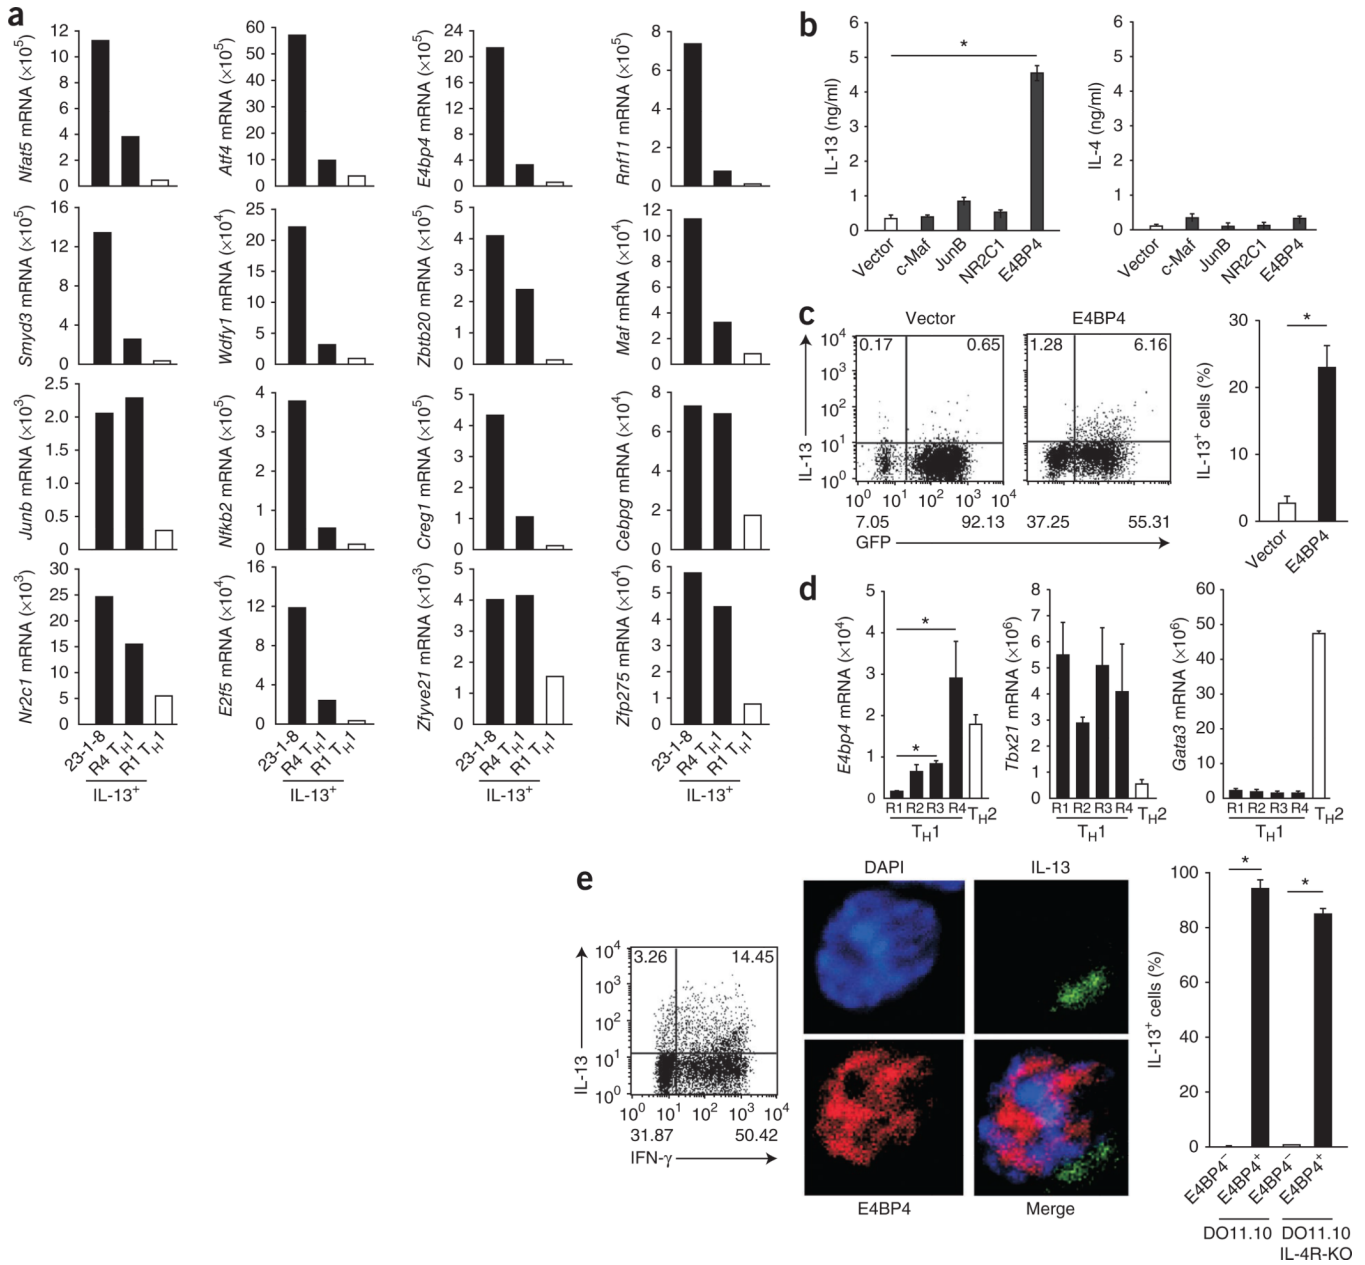 a
Nfat5 mRNA (×10⁵)
12
10
8
6
4
2
0
Atf4 mRNA (×10⁵)
60
50
40
30
20
10
0
E4bp4 mRNA (×10⁵)
24
20
16
12
8
4
0
Rnf11 mRNA (×10⁵)
8
6
4
2
0
Smyd3 mRNA (×10⁵)
16
12
8
4
0
Wdfy1 mRNA (×10⁴)
25
20
15
10
5
0
Zbtb20 mRNA (×10⁵)
5
4
3
2
1
0
Maf mRNA (×10⁴)
12
10
8
6
4
2
0
Junb mRNA (×10³)
2.5
2.0
1.5
1.0
0.5
0
Nfkb2 mRNA (×10⁵)
4
3
2
1
0
Creg1 mRNA (×10⁵)
5
4
3
2
1
0
Cebpg mRNA (×10⁴)
8
6
4
2
0
Nr2c1 mRNA (×10³)
30
25
20
15
10
5
0
E2f5 mRNA (×10⁴)
16
12
8
4
0
Zfyve21 mRNA (×10³)
5
4
3
2
1
0
Zfp275 mRNA (×10⁴)
6
5
4
3
2
1
0
23-1-8
R4 TH1
R1 TH1
IL-13⁺
23-1-8
R4 TH1
R1 TH1
IL-13⁺
23-1-8
R4 TH1
R1 TH1
IL-13⁺
23-1-8
R4 TH1
R1 TH1
IL-13⁺
b
IL-13 (ng/ml)
6
5
4
3
2
1
0
*
Vector
c-Maf
JunB
NR2C1
E4BP4
IL-4 (ng/ml)
6
5
4
3
2
1
0
Vector
c-Maf
JunB
NR2C1
E4BP4
c
Vector
E4BP4
IL-13
10⁴
10³
10²
10¹
10⁰
0.17
0.65
1.28
6.16
10⁰ 10¹ 10² 10³ 10⁴
7.05
92.13
37.25
55.31
GFP
IL-13⁺ cells (%)
30
20
10
0
*
Vector
E4BP4
d
E4bp4 mRNA (×10⁴)
5
4
3
2
1
0
*
*
R1 R2 R3 R4
TH2
TH1
Tbx21 mRNA (×10⁶)
8
7
6
5
4
3
2
1
0
R1 R2 R3 R4
TH2
TH1
Gata3 mRNA (×10⁶)
60
50
40
30
20
10
0
R1 R2 R3 R4
TH2
TH1
e
IL-13
10⁴
10³
10²
10¹
10⁰
3.26
14.45
10⁰ 10¹ 10² 10³ 10⁴
31.87
50.42
IFN-γ
DAPI
IL-13
E4BP4
Merge
IL-13⁺ cells (%)
100
80
60
40
20
0
*
*
E4BP4⁻
E4BP4⁺
E4BP4⁻
E4BP4⁺
DO11.10
DO11.10
IL-4R-KO